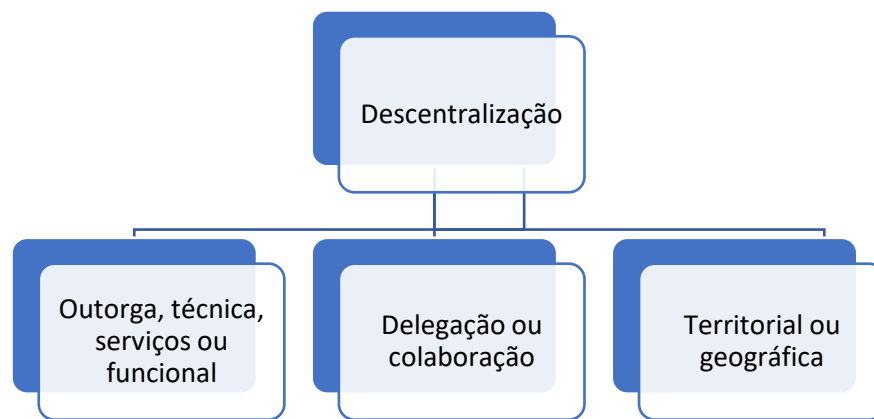 Descentralização
Outorga, técnica,
serviços ou
funcional
Delegação ou
colaboração
Territorial ou
geográfica